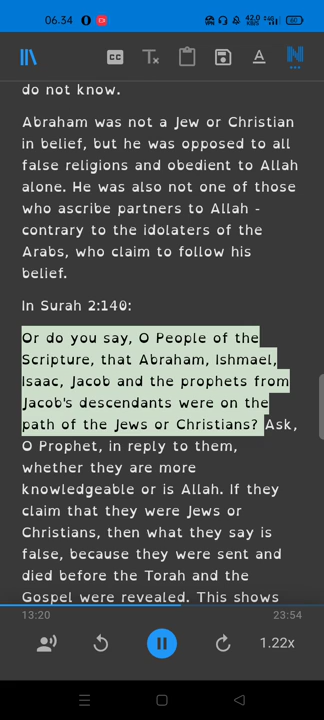 06.34
42.0 KB/S
60
CC
A
N
do not know.
Abraham was not a Jew or Christian
in belief, but he was opposed to all
false religions and obedient to Allah
alone. He was also not one of those
who ascribe partners to Allah -
contrary to the idolaters of the
Arabs, who claim to follow his
belief.
In Surah 2:140:
Or do you say, O People of the
Scripture, that Abraham, Ishmael,
Isaac, Jacob and the prophets from
Jacob's descendants were on the
path of the Jews or Christians? Ask,
O Prophet, in reply to them,
whether they are more
knowledgeable or is Allah. If they
claim that they were Jews or
Christians, then what they say is
false, because they were sent and
died before the Torah and the
Gospel were revealed. This shows
13:20 23:54
1.22x